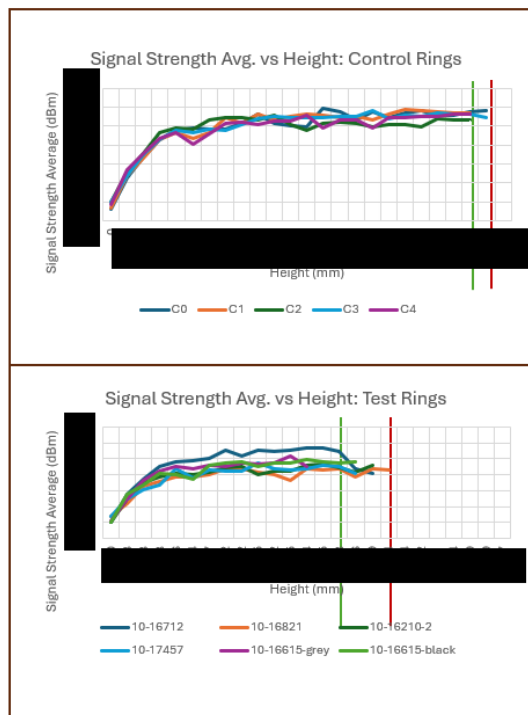 Signal Strength Avg. vs Height: Control Rings
Signal Strength Average (dBm)
Height (mm)
C0 C1 C2 C3 C4
Signal Strength Avg. vs Height: Test Rings
Signal Strength Average (dBm)
Height (mm)
10-16712 10-16821 10-16210-2
10-17457 10-16615-grey 10-16615-black